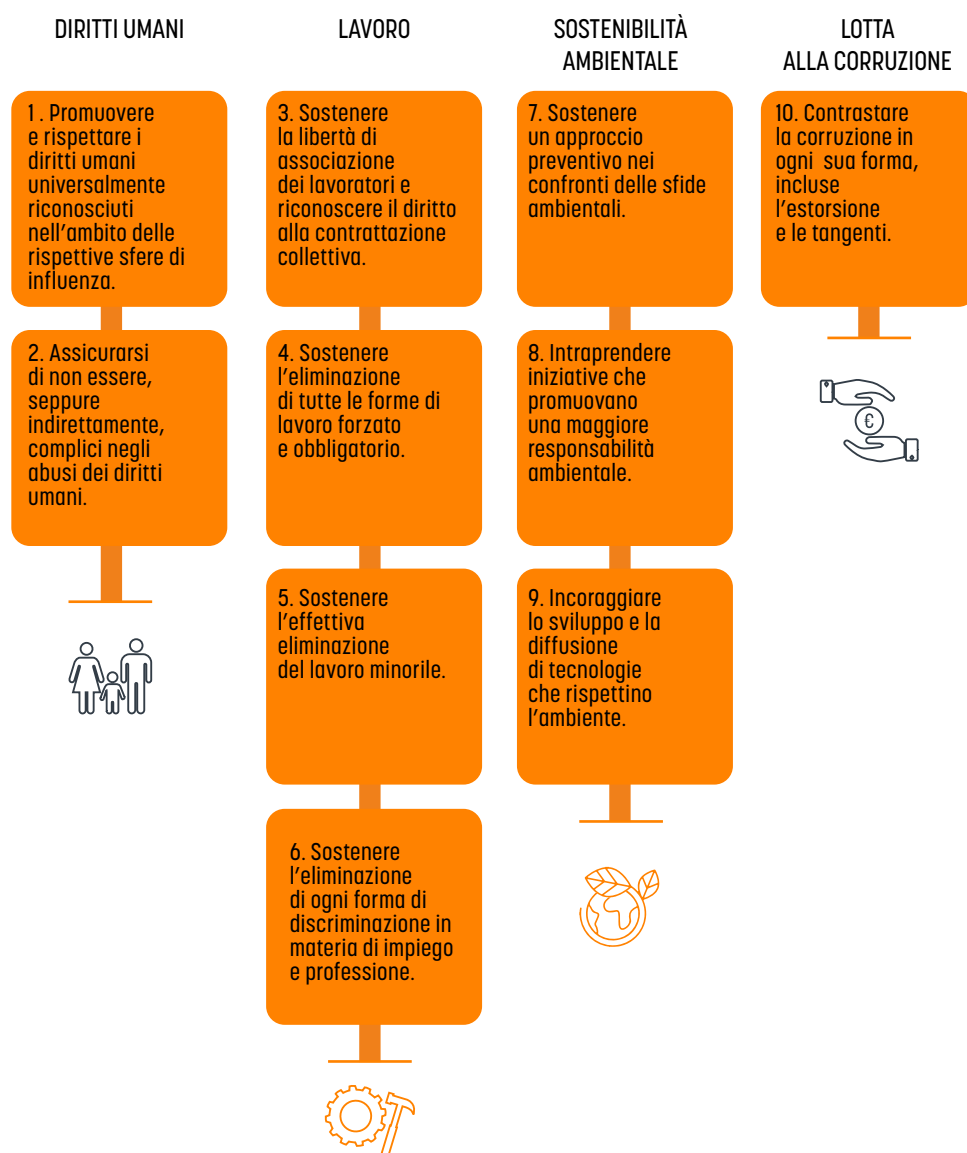 DIRITTI UMANI
1 . Promuovere
e rispettare i
diritti umani
universalmente
riconosciuti
nell'ambito delle
rispettive sfere di
influenza.
2. Assicurarsi
di non essere,
seppure
indirettamente,
complici negli
abusi dei diritti
umani.
LAVORO
3. Sostenere
la libertà di
associazione
dei lavoratori e
riconoscere il diritto
alla contrattazione
collettiva.
4. Sostenere
l'eliminazione
di tutte le forme di
lavoro forzato
e obbligatorio.
5. Sostenere
l'effettiva
eliminazione
del lavoro minorile.
6. Sostenere
l'eliminazione
di ogni forma di
discriminazione in
materia di impiego
e professione.
SOSTENIBILITÀ
AMBIENTALE
7. Sostenere
un approccio
preventivo nei
confronti delle sfide
ambientali.
8. Intraprendere
iniziative che
promuovano
una maggiore
responsabilità
ambientale.
9. Incoraggiare
lo sviluppo e la
diffusione
di tecnologie
che rispettino
l'ambiente.
LOTTA
ALLA CORRUZIONE
10. Contrastare
la corruzione in
ogni sua forma,
incluse
l'estorsione
e le tangenti.
€